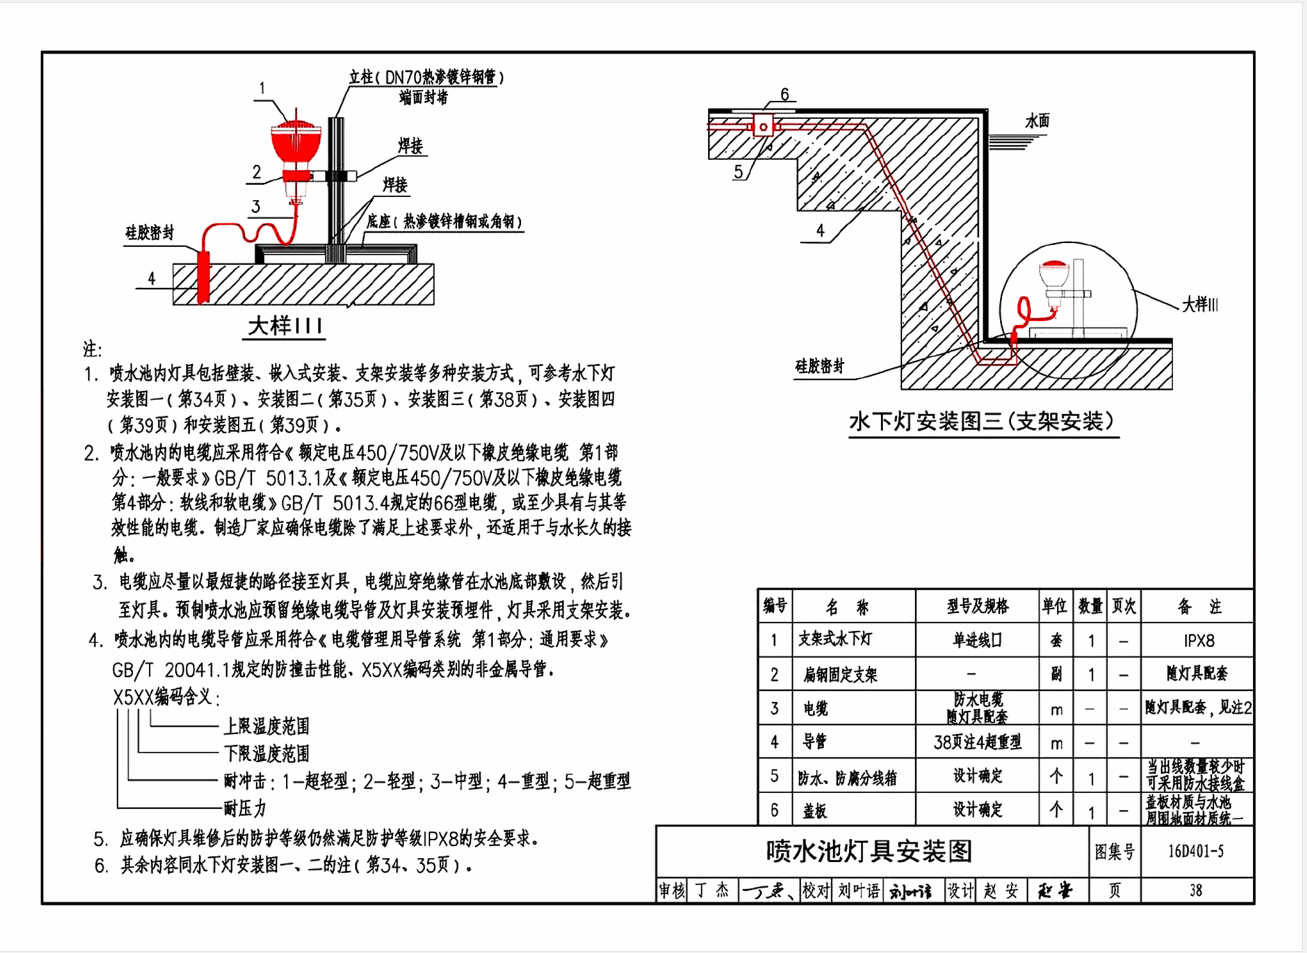 1
立柱(DN70热渗镀锌钢管)
端面封堵
焊接
2
焊接
3
底座(热渗镀锌槽钢或角钢)
硅胶密封
4
大样III
6
水面
5
4
大样III
硅胶密封
水下灯安装图三(支架安装)
注:
1. 喷水池内灯具包括壁装、嵌入式安装、支架安装等多种安装方式,可参考水下灯
安装图一(第34页)、安装图二(第35页)、安装图三(第38页)、安装图四
(第39页)和安装图五(第39页)。
2. 喷水池内的电缆应采用符合《额定电压450/750V及以下橡皮绝缘电缆 第1部
分:一般要求》GB/T 5013.1及《额定电压450/750V及以下橡皮绝缘电缆
第4部分:软线和软电缆》GB/T 5013.4规定的66型电缆,或至少具有与其等
效性能的电缆。制造厂家应确保电缆除了满足上述要求外,还适用于与水长久的接
触。
3. 电缆应尽量以最短捷的路径接至灯具,电缆应穿绝缘管在水池底部敷设,然后引
至灯具。预制喷水池应预留绝缘电缆导管及灯具安装预埋件,灯具采用支架安装。
4. 喷水池内的电缆导管应采用符合《电缆管理用导管系统 第1部分:通用要求》
GB/T 20041.1规定的防撞击性能、X5XX编码类别的非金属导管。
X5XX编码含义:
上限温度范围
下限温度范围
耐冲击:1-超轻型;2-轻型;3-中型;4-重型;5-超重型
耐压力
5. 应确保灯具维修后的防护等级仍然满足防护等级IPX8的安全要求。
6. 其余内容同水下灯安装图一、二的注(第34、35页)。
编号 名 称 型号及规格 单位 数量 页次 备 注
1 支架式水下灯 单进线口 套 1 - IPX8
2 扁钢固定支架 - 副 1 - 随灯具配套
3 电缆 防水电缆 随灯具配套 m - - 随灯具配套,见注2
4 导管 38页注4超重型 m - - -
5 防水、防腐分线箱 设计确定 个 1 - 当出线数量较少时 可采用防水接线盒
6 盖板 设计确定 个 1 - 盖板材质与水池 周围地面材质统一
喷水池灯具安装图 图集号 16D401-5
审核 丁 杰 校对 刘叶语 刘叶语 设计 赵 安 赵安 页 38